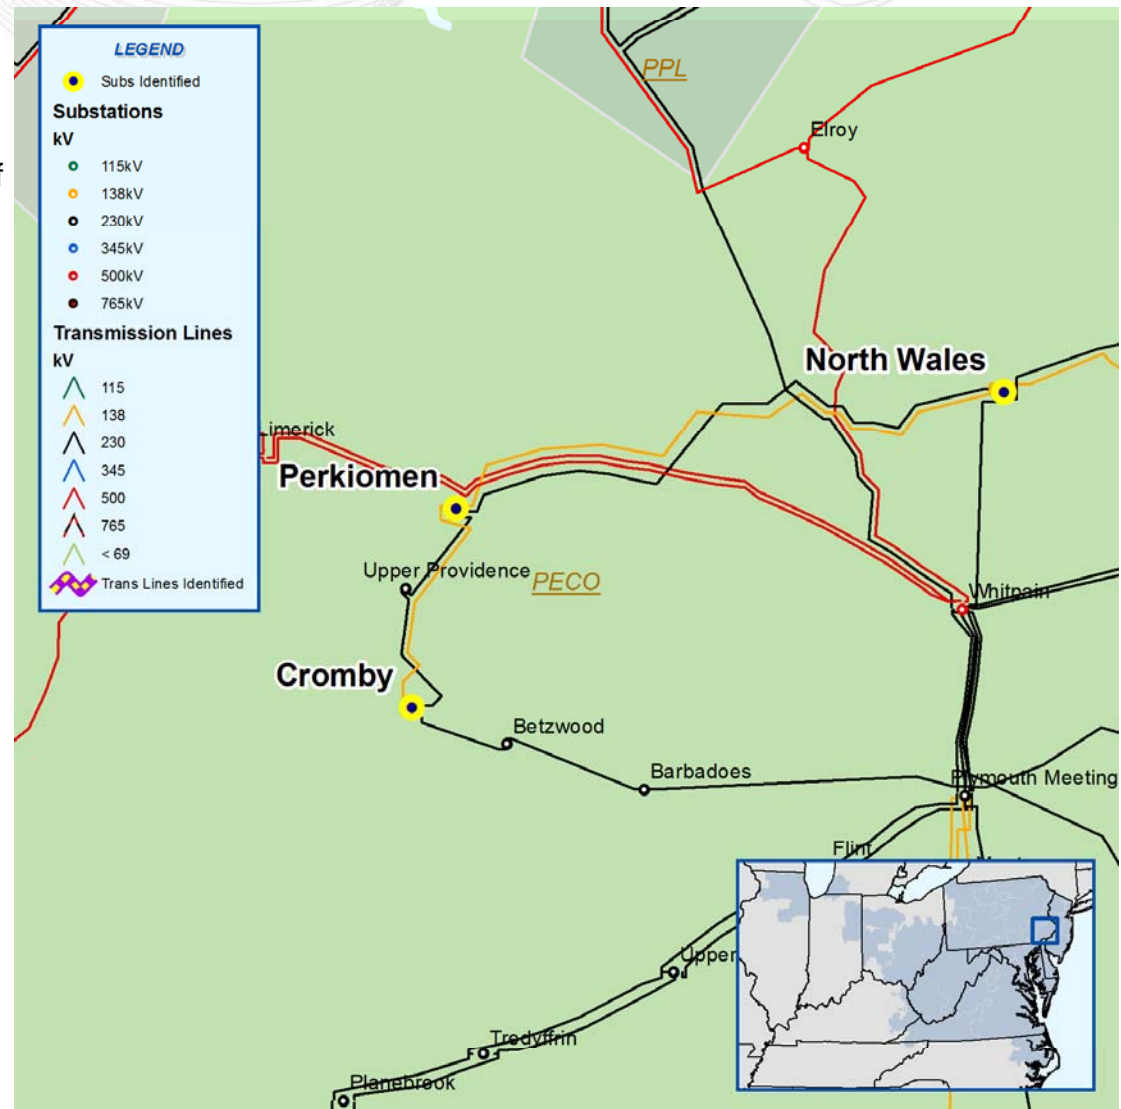 LEGEND
Subs Identified
Substations
kV
115kV
138kV
230kV
345kV
500kV
765kV
Transmission Lines
kV
115
138
230
345
500
765
< 69
Trans Lines Identified
f
PPL
Elroy
North Wales
Limerick
Perkiomen
Upper Providence
PECO
Whitpain
Cromby
Betzwood
Barbadoes
Plymouth Meeting
Flint
Upper
Tredyffrin
Planebrook